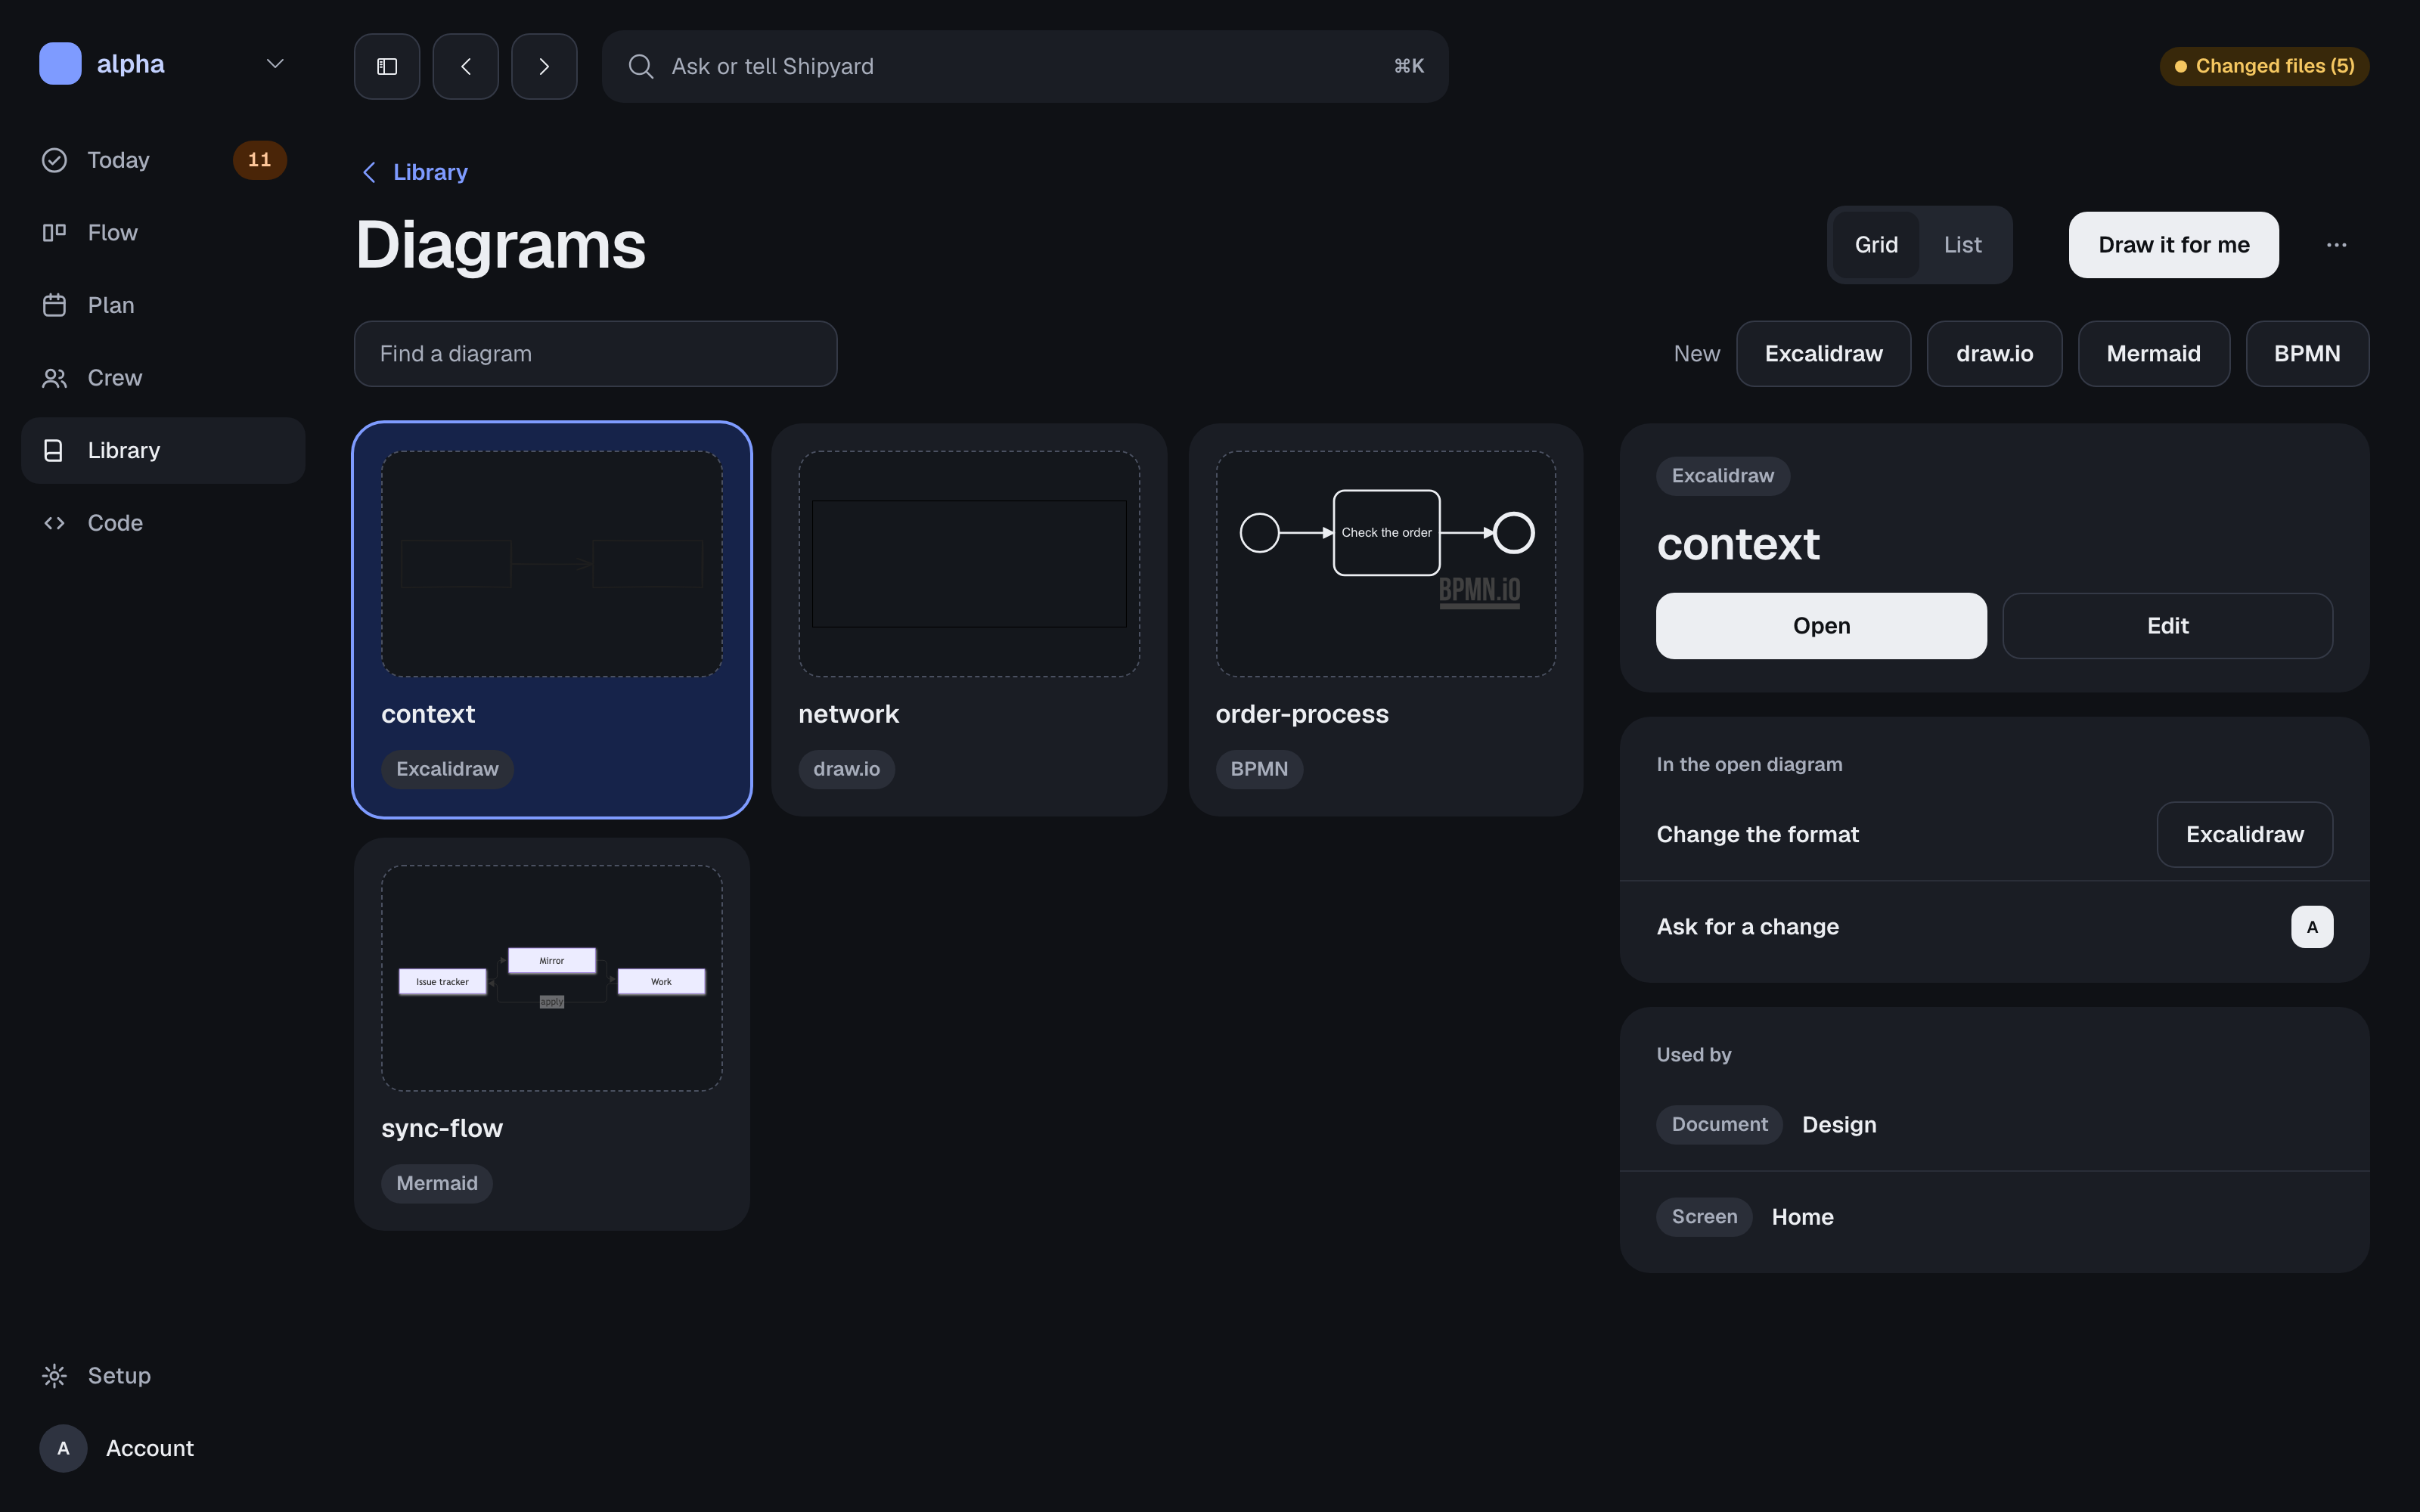 alpha
Ask or tell Shipyard
⌘K
Changed files (5)
Today
11
Flow
Plan
Crew
Library
Code
Setup
A
Account
Library
Diagrams
Grid
List
Draw it for me
Find a diagram
New
Excalidraw
draw.io
Mermaid
BPMN
context
Excalidraw
network
draw.io
Check the order
BPMN.iO
order-process
BPMN
Issue tracker
Mirror
Work
apply
sync-flow
Mermaid
Excalidraw
context
Open
Edit
In the open diagram
Change the format
Excalidraw
Ask for a change
A
Used by
Document
Design
Screen
Home